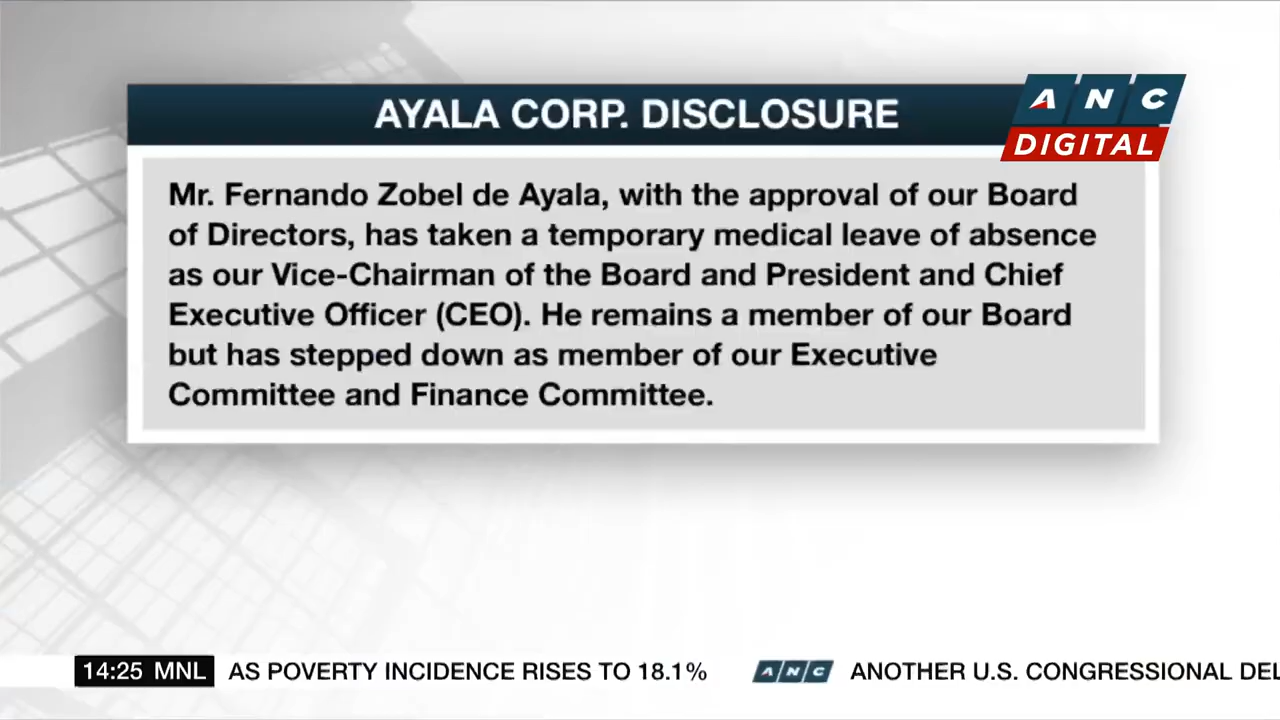 AYALA CORP. DISCLOSURE
ANC
DIGITAL
Mr. Fernando Zobel de Ayala, with the approval of our Board
of Directors, has taken a temporary medical leave of absence
as our Vice-Chairman of the Board and President and Chief
Executive Officer (CEO). He remains a member of our Board
but has stepped down as member of our Executive
Committee and Finance Committee.
14:25 MNL AS POVERTY INCIDENCE RISES TO 18.1% ANC ANOTHER U.S. CONGRESSIONAL DEL